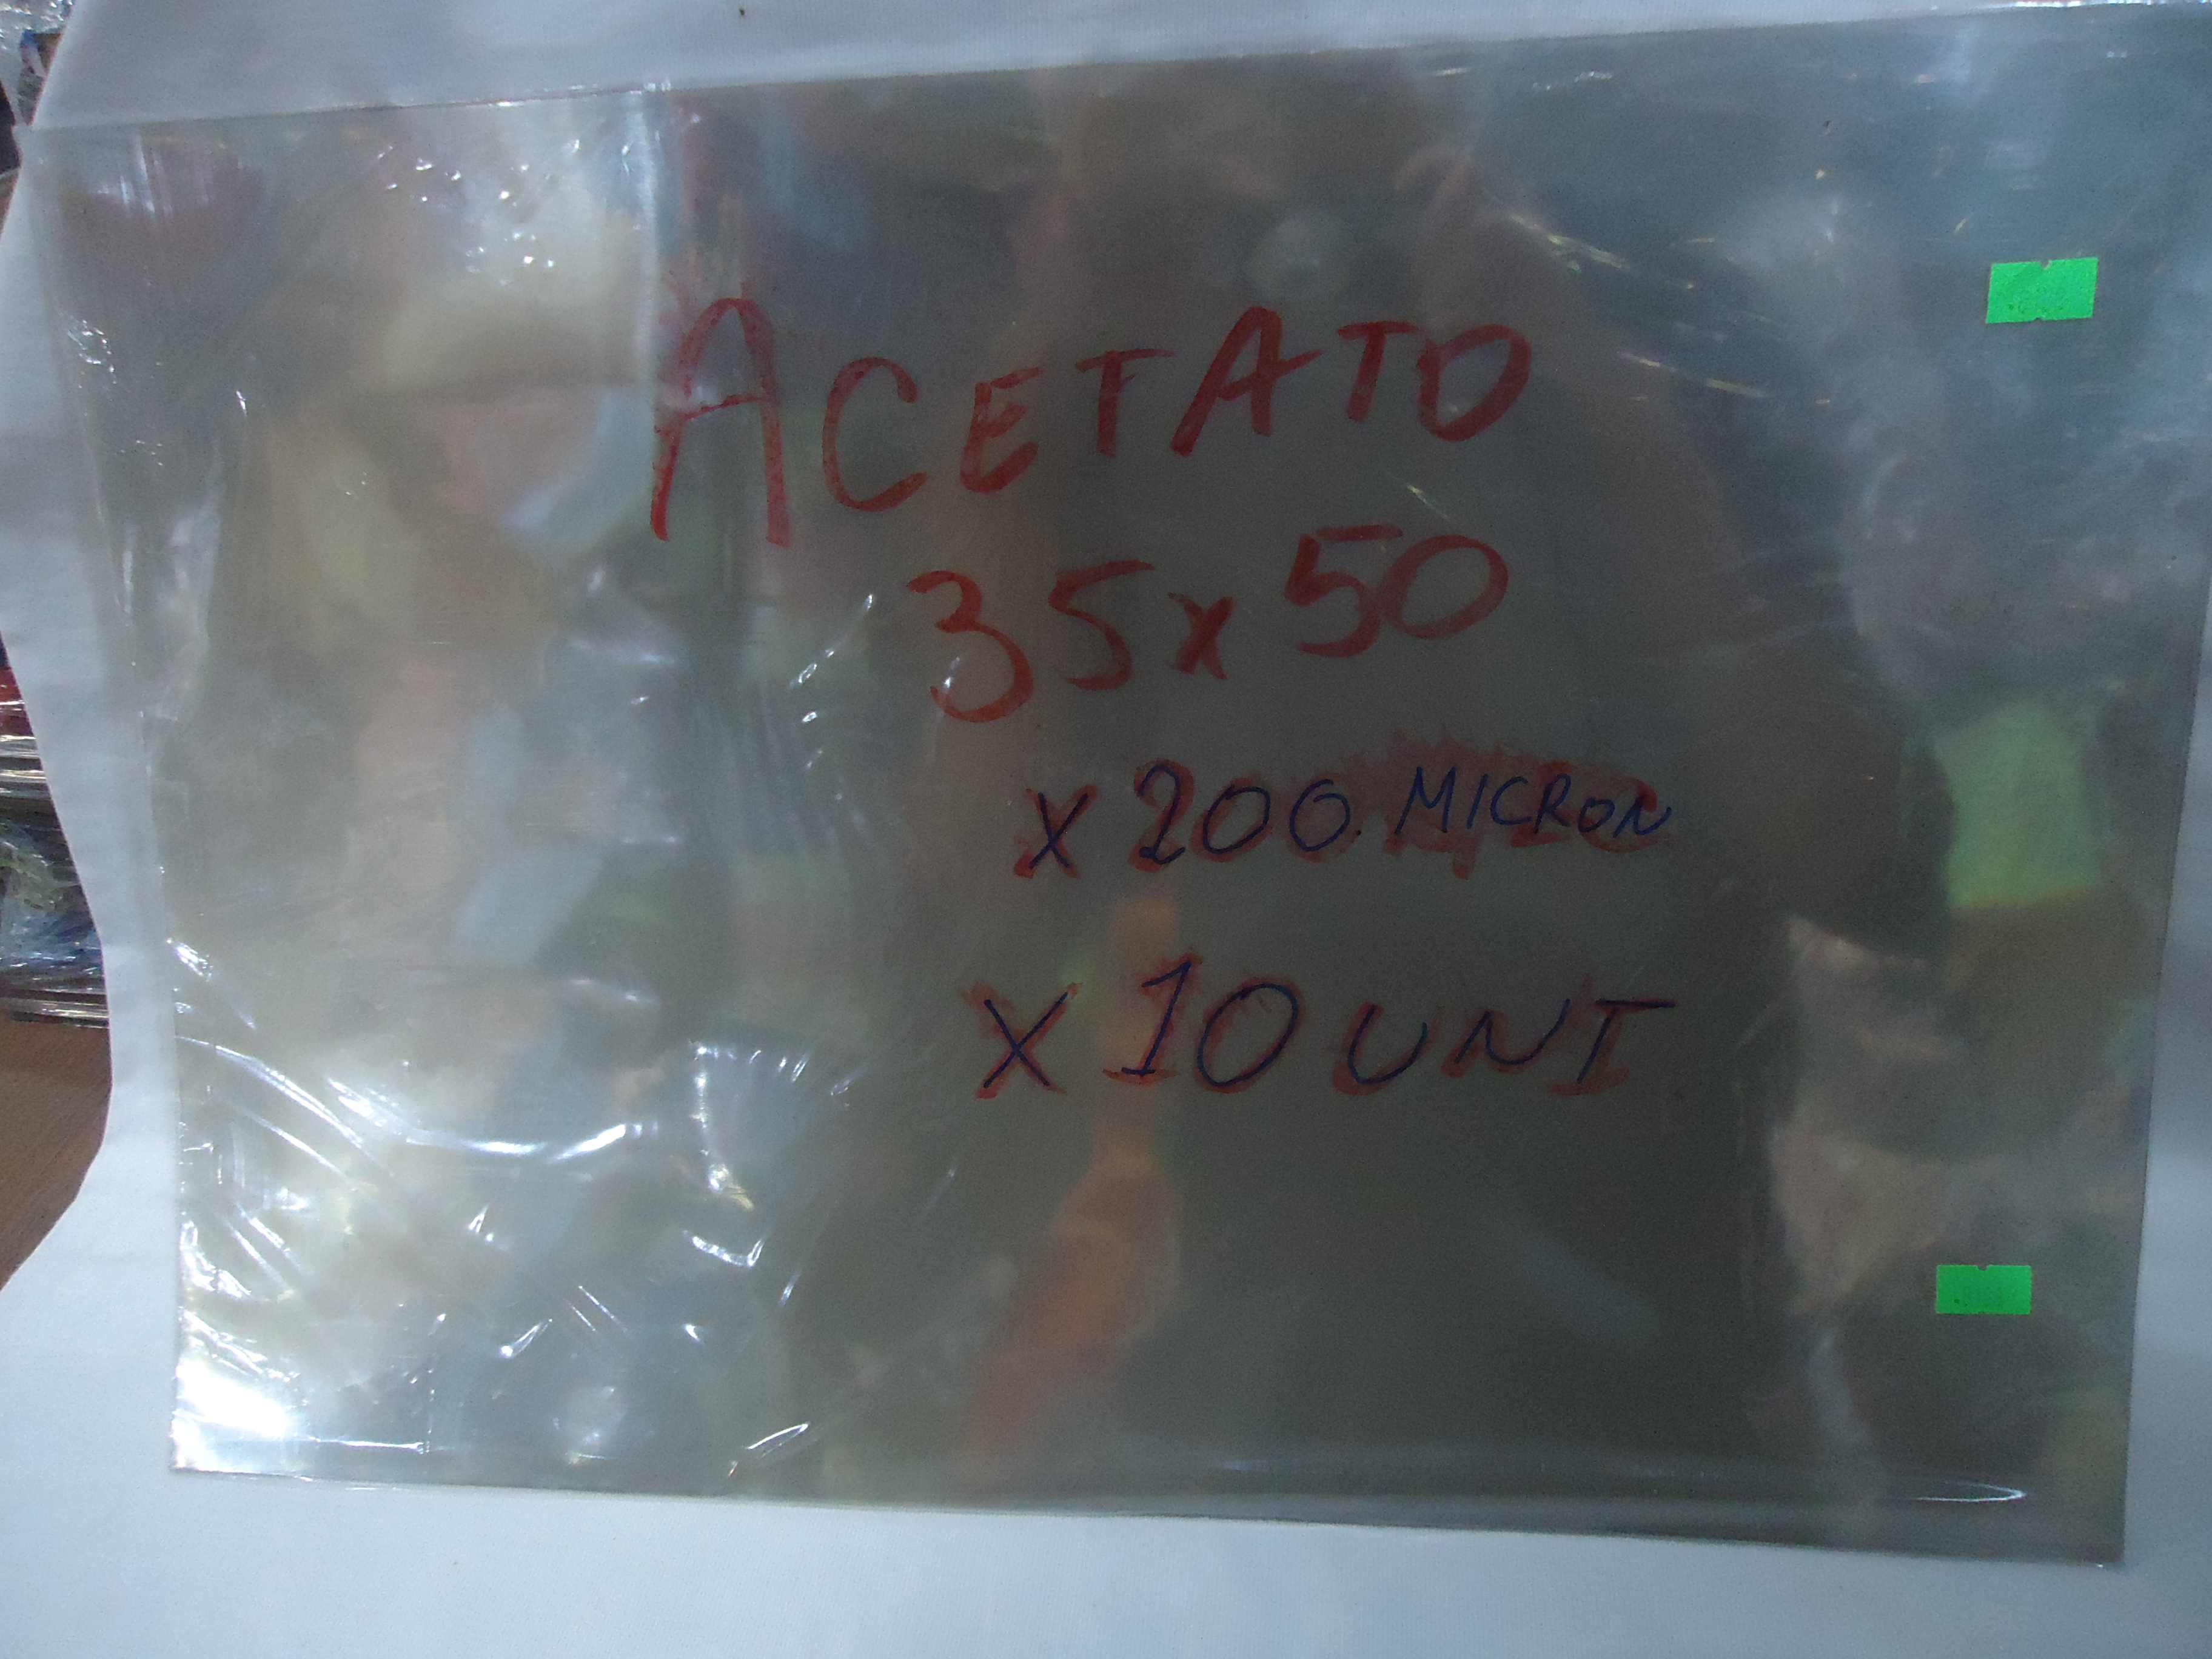 ACETATO
35x50
x 200 MICRON
x 10 UNI